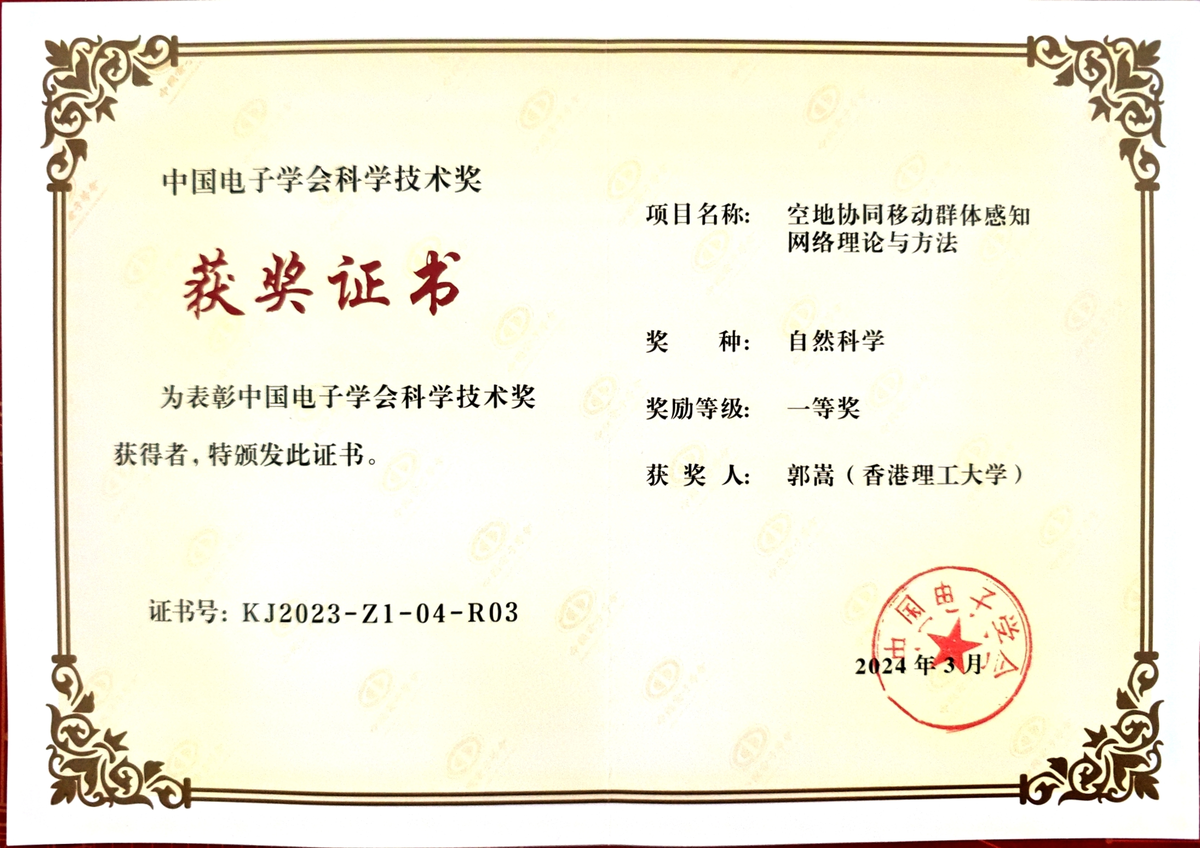 中国电子学会科学技术奖
获奖证书
为表彰中国电子学会科学技术奖
获得者，特颁发此证书。
证书号：KJ2023-Z1-04-R03
项目名称： 空地协同移动群体感知
网络理论与方法
奖 种： 自然科学
奖励等级： 一等奖
获 奖 人： 郭嵩（香港理工大学）
中国电子学会
2024年3月